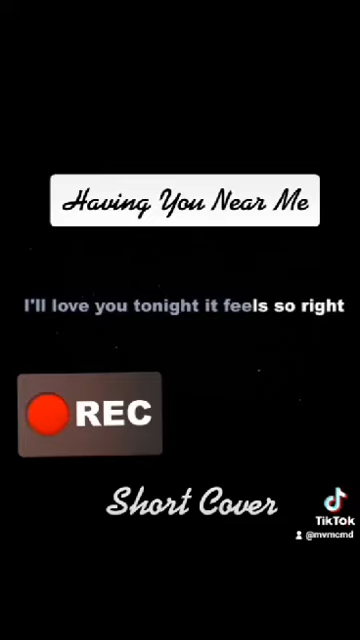 Having You Near Me
I'll love you tonight it feels so right
REC
Short Cover
TikTok
@mvmcmd